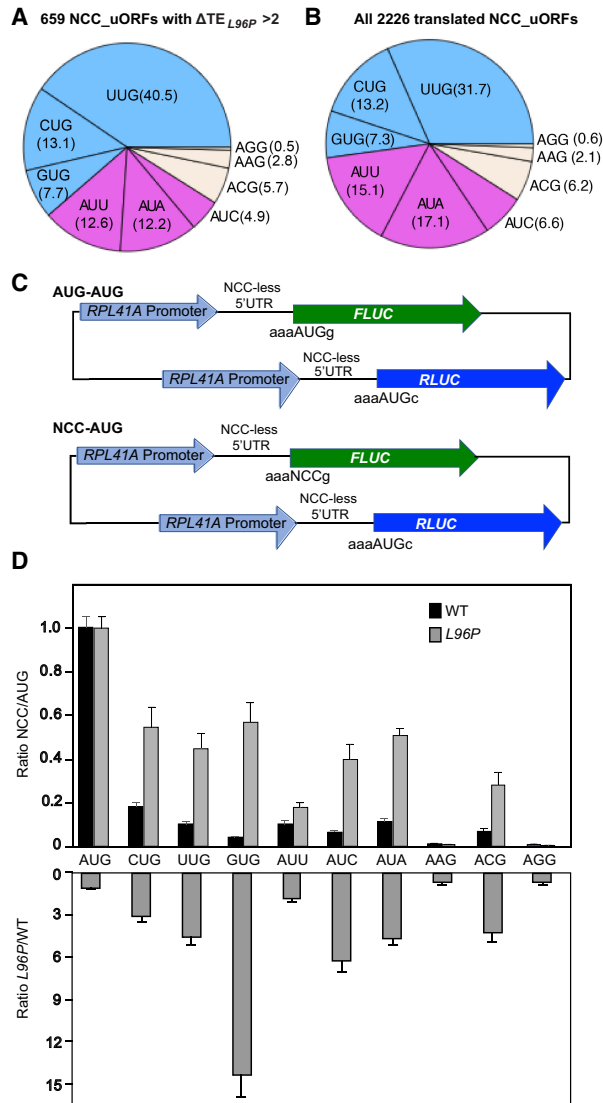 A 659 NCC_uORFs with ΔTE L96P >2
UUG(40.5)
CUG
(13.1)
GUG
(7.7)
AUU
(12.6)
AUA
(12.2)
AUC(4.9)
ACG(5.7)
AAG(2.8)
AGG(0.5)
B All 2226 translated NCC_uORFs
UUG(31.7)
CUG
(13.2)
GUG(7.3)
AUU
(15.1)
AUA
(17.1)
AUC(6.6)
ACG(6.2)
AAG(2.1)
AGG(0.6)
C
AUG-AUG
RPL41A Promoter
NCC-less
5'UTR
aaaAUGg
FLUC
RPL41A Promoter
NCC-less
5'UTR
aaaAUGc
RLUC
NCC-AUG
RPL41A Promoter
NCC-less
5'UTR
aaaNCCg
FLUC
RPL41A Promoter
NCC-less
5'UTR
aaaAUGc
RLUC
D
WT
L96P
Ratio NCC/AUG
1.0
0.8
0.6
0.4
0.2
0
AUG CUG UUG GUG AUU AUC AUA AAG ACG AGG
Ratio L96P/WT
0
3
6
9
12
15